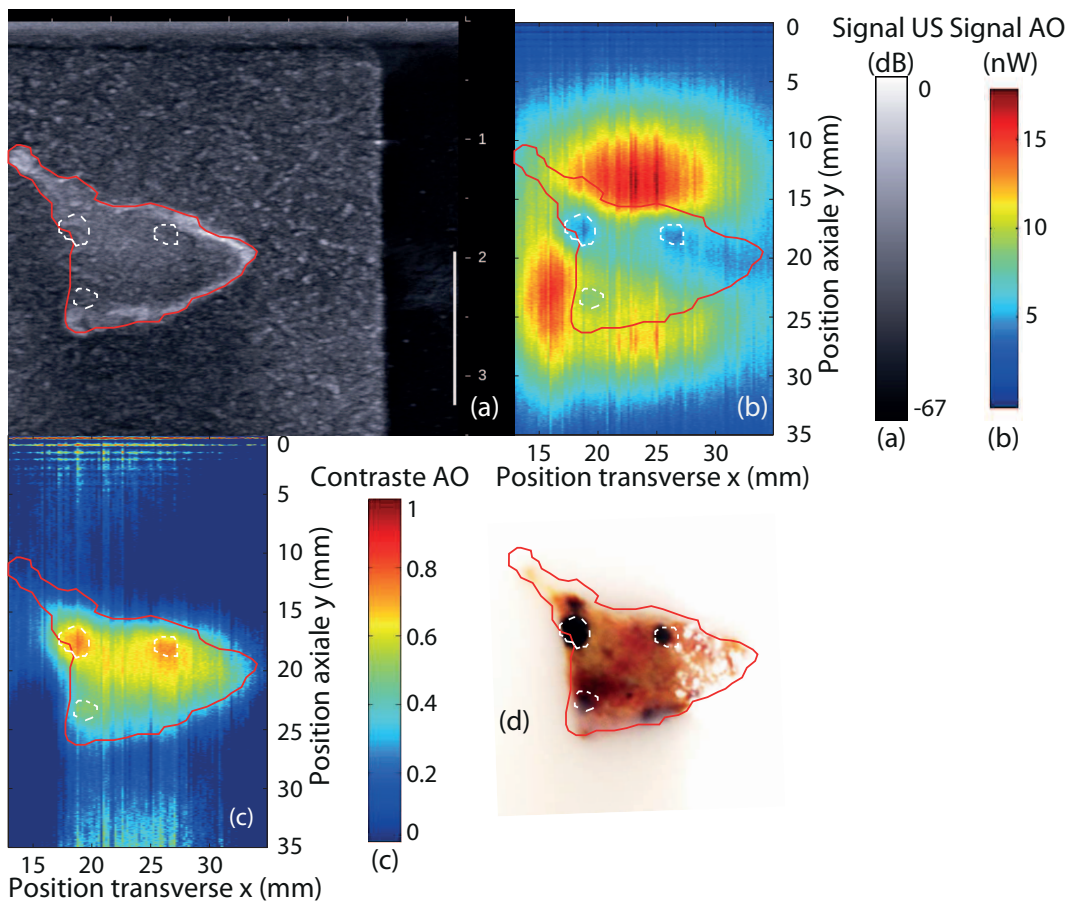 Signal US Signal AO
(dB) (nW)
0
-67
(a)
15
10
5
0
(b)
1
2
3
(a)
0
5
10
15
20
25
30
35
Position axiale y (mm)
(b)
15 20 25 30
Position transverse x (mm)
0
5
10
15
20
25
30
35
Position axiale y (mm)
(c)
15 20 25 30
Position transverse x (mm)
Contraste AO
1
0.8
0.6
0.4
0.2
0
(c)
(d)